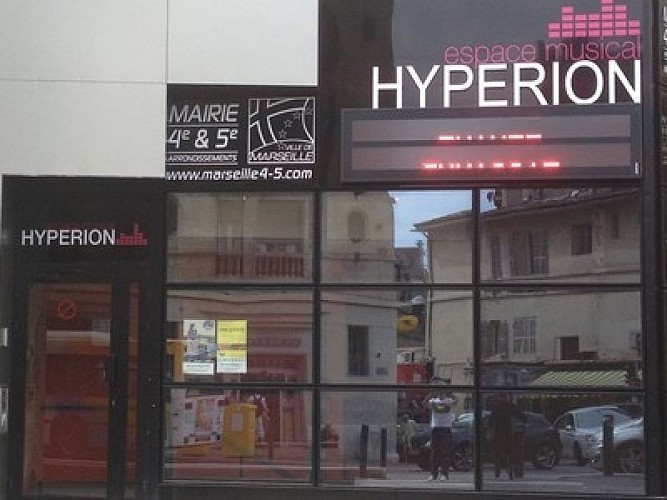 espace musical
HYPERION
MAIRIE
4e & 5e
ARRONDISSEMENTS
VILLE DE
MARSEILLE
www.marseille4-5.com
HYPERION